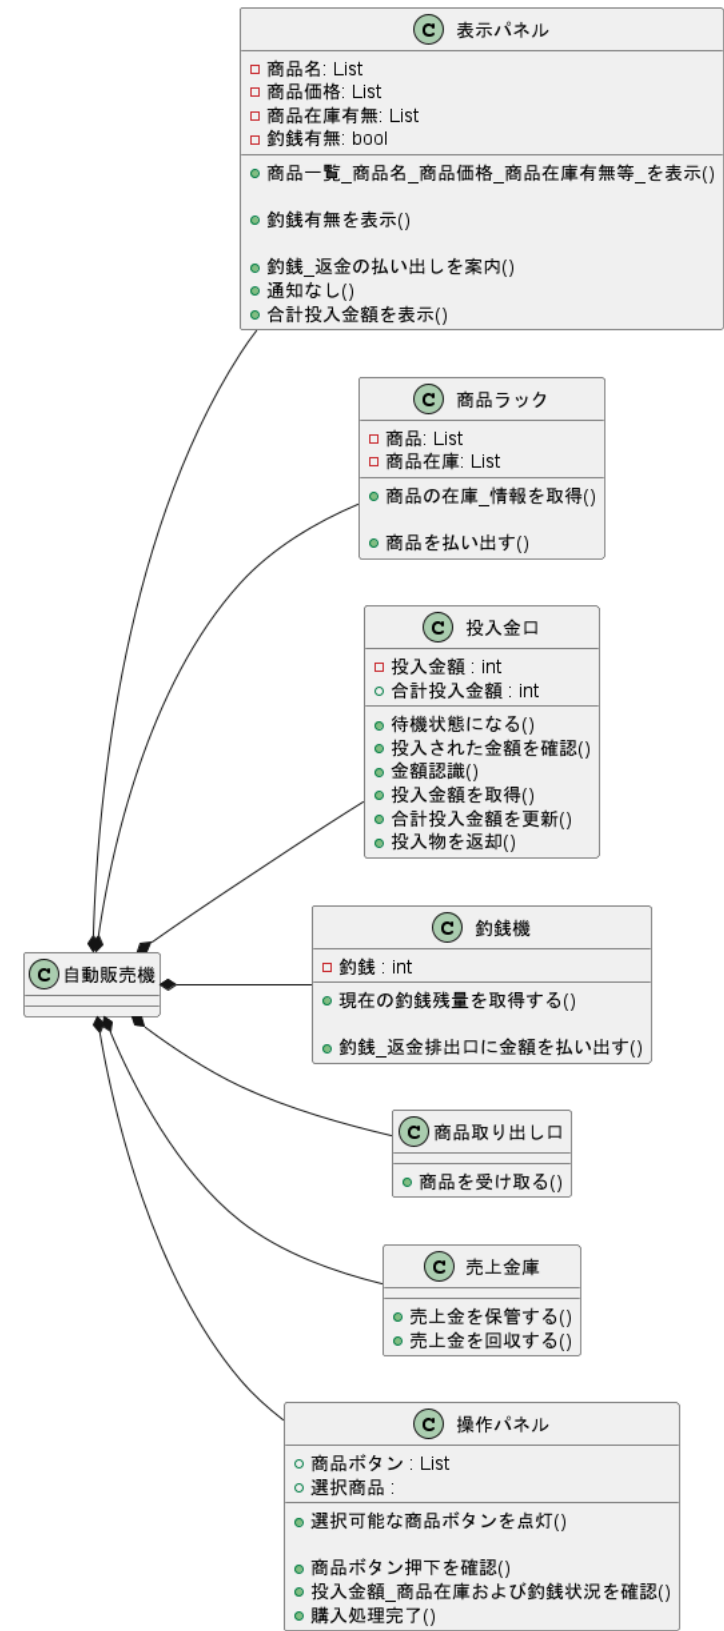 C 表示パネル
商品名: List
商品価格: List
商品在庫有無: List
釣銭有無: bool
商品一覧_商品名_商品価格_商品在庫有無等_を表示()
釣銭有無を表示()
釣銭_返金の払い出しを案内()
通知なし()
合計投入金額を表示()
C 商品ラック
商品: List
商品在庫: List
商品の在庫_情報を取得()
商品を払い出す()
C 投入金口
投入金額 : int
合計投入金額 : int
待機状態になる()
投入された金額を確認()
金額認識()
投入金額を取得()
合計投入金額を更新()
投入物を返却()
C 自動販売機
C 釣銭機
釣銭 : int
現在の釣銭残量を取得する()
釣銭_返金排出口に金額を払い出す()
C 商品取り出し口
商品を受け取る()
C 売上金庫
売上金を保管する()
売上金を回収する()
C 操作パネル
商品ボタン : List
選択商品 :
選択可能な商品ボタンを点灯()
商品ボタン押下を確認()
投入金額_商品在庫および釣銭状況を確認()
購入処理完了()